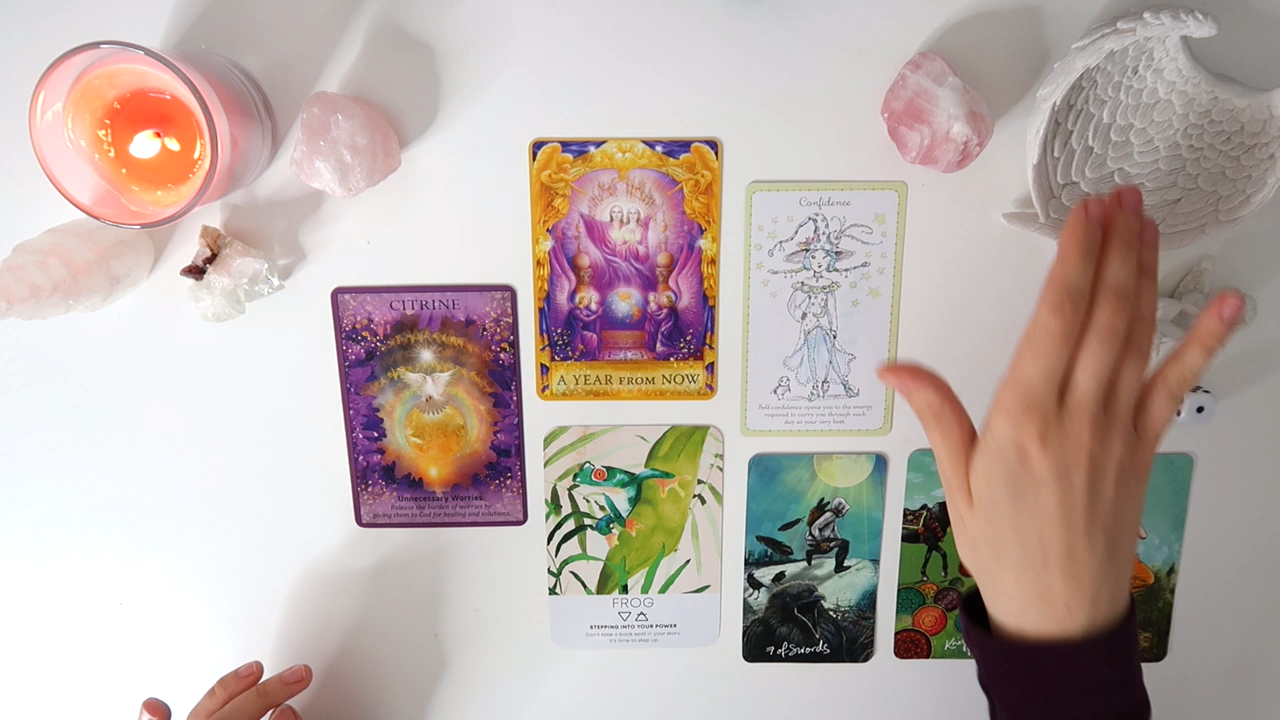 CITRINE
Unnecessary Worries
Release the burden of worries by
giving them to God for healing and solutions.
A YEAR FROM NOW
Confidence
Self-confidence opens you to the energy
required to carry you through each
day at your very best.
FROG
STEPPING INTO YOUR POWER
Don't take a back seat in your story
it's time to step up
7 of Swords